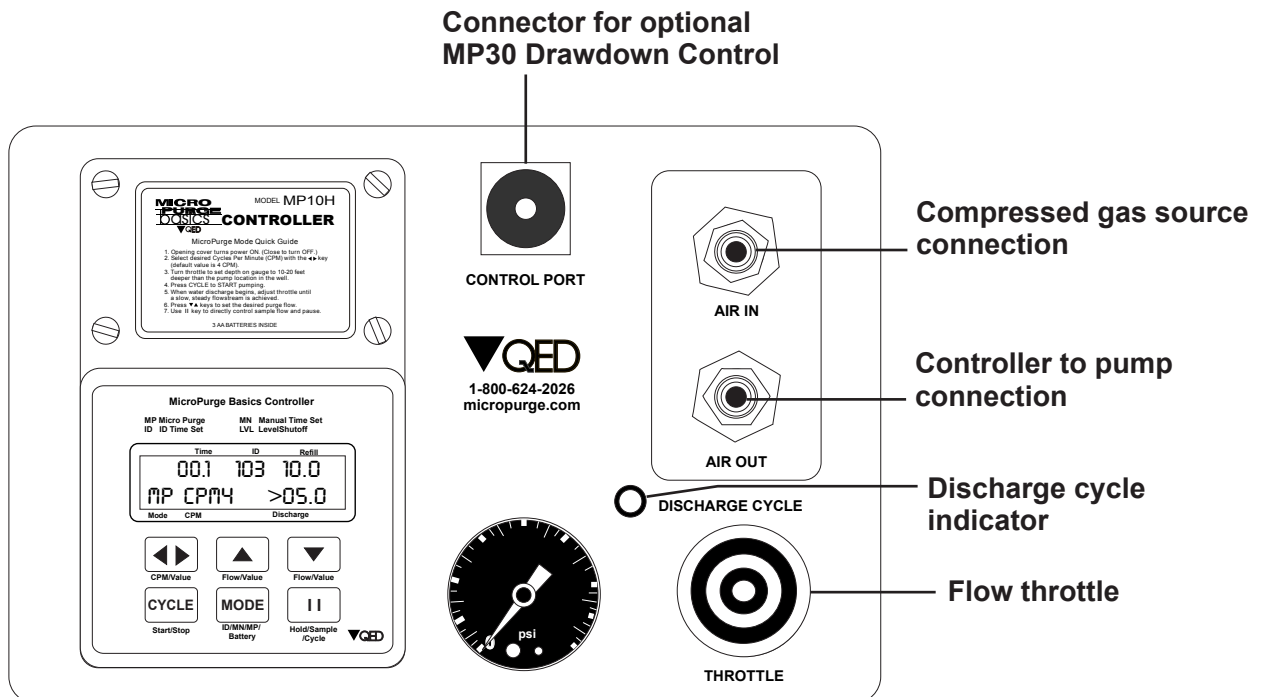 Connector for optional
MP30 Drawdown Control
MICRO
PURGE
basics
CONTROLLER
MODEL MP10H
QED
MicroPurge Mode Quick Guide
1. Opening cover turns power ON. (Close to turn OFF.)
2. Select desired Cycles Per Minute (CPM) with the ◄► key
(default value is 4 CPM).
3. Turn throttle to set depth on gauge to 10-20 feet
deeper than the pump location in the well.
4. Press CYCLE to START pumping.
5. When water discharge begins, adjust throttle until
a slow, steady flowstream is achieved.
6. Press ▼▲ keys to set the desired purge flow.
7. Use II key to directly control sample flow and pause.
3 AA BATTERIES INSIDE
MicroPurge Basics Controller
MP Micro Purge MN Manual Time Set
ID ID Time Set LVL LevelShutoff
Time ID Refill
00.1 103 10.0
MP CPM4 >05.0
Mode CPM Discharge
CPM/Value Flow/Value Flow/Value
CYCLE MODE II
Start/Stop ID/MN/MP/ Hold/Sample
Battery /Cycle QED
CONTROL PORT
QED
1-800-624-2026
micropurge.com
0
psi
AIR IN
AIR OUT
DISCHARGE CYCLE
THROTTLE
Compressed gas source
connection
Controller to pump
connection
Discharge cycle
indicator
Flow throttle